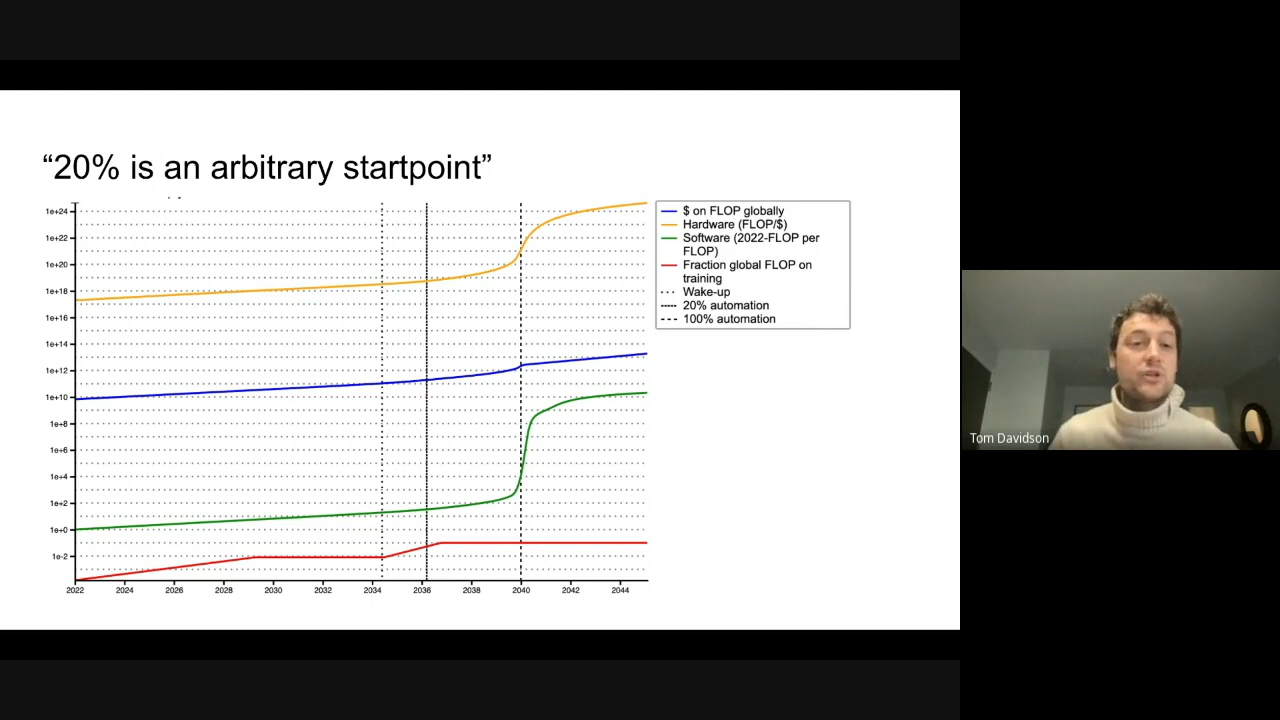 “20% is an arbitrary startpoint”
1e+24
1e+22
1e+20
1e+18
1e+16
1e+14
1e+12
1e+10
1e+8
1e+6
1e+4
1e+2
1e+0
1e-2
2022 2024 2026 2028 2030 2032 2034 2036 2038 2040 2042 2044
$ on FLOP globally
Hardware (FLOP/$)
Software (2022-FLOP per
FLOP)
Fraction global FLOP on
training
Wake-up
20% automation
100% automation
Tom Davidson